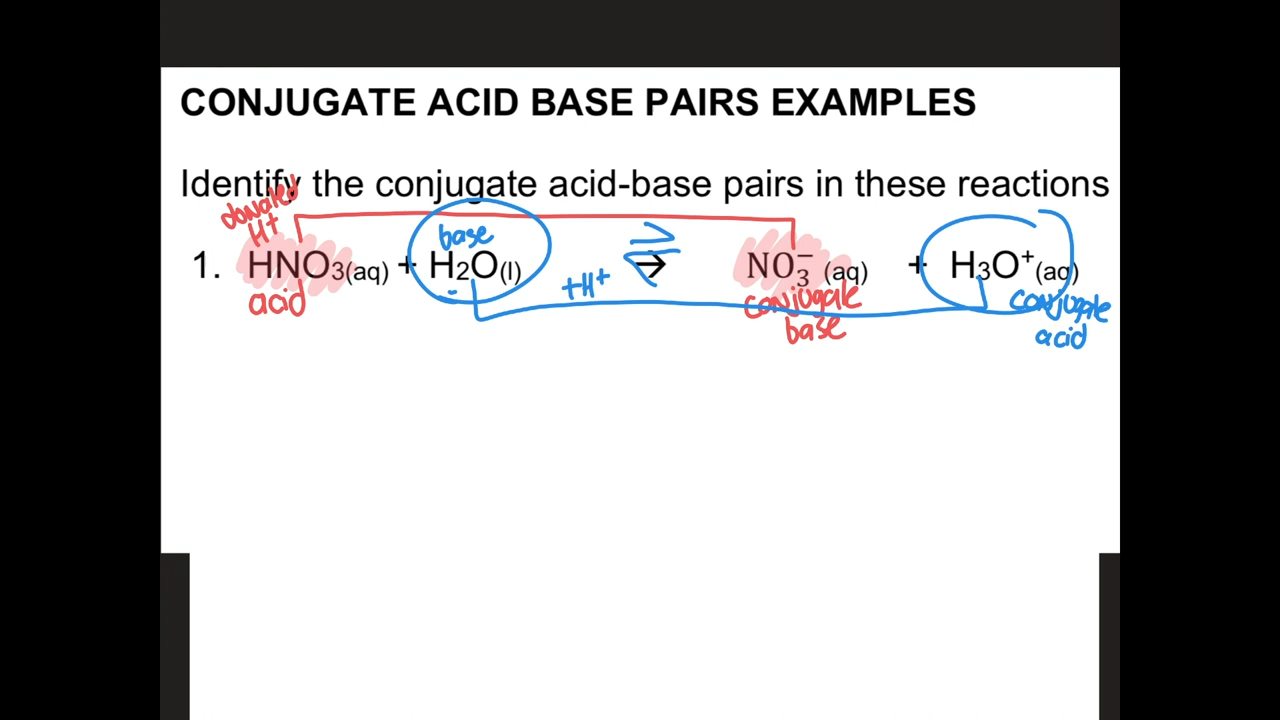 CONJUGATE ACID BASE PAIRS EXAMPLES
Identify the conjugate acid-base pairs in these reactions
donated
H+
base
1. HNO3(aq) + H2O(l) ⇌ → NO₃⁻ (aq) + H3O⁺(aq)
+H+
acid
conjugate
base
conjugate
acid